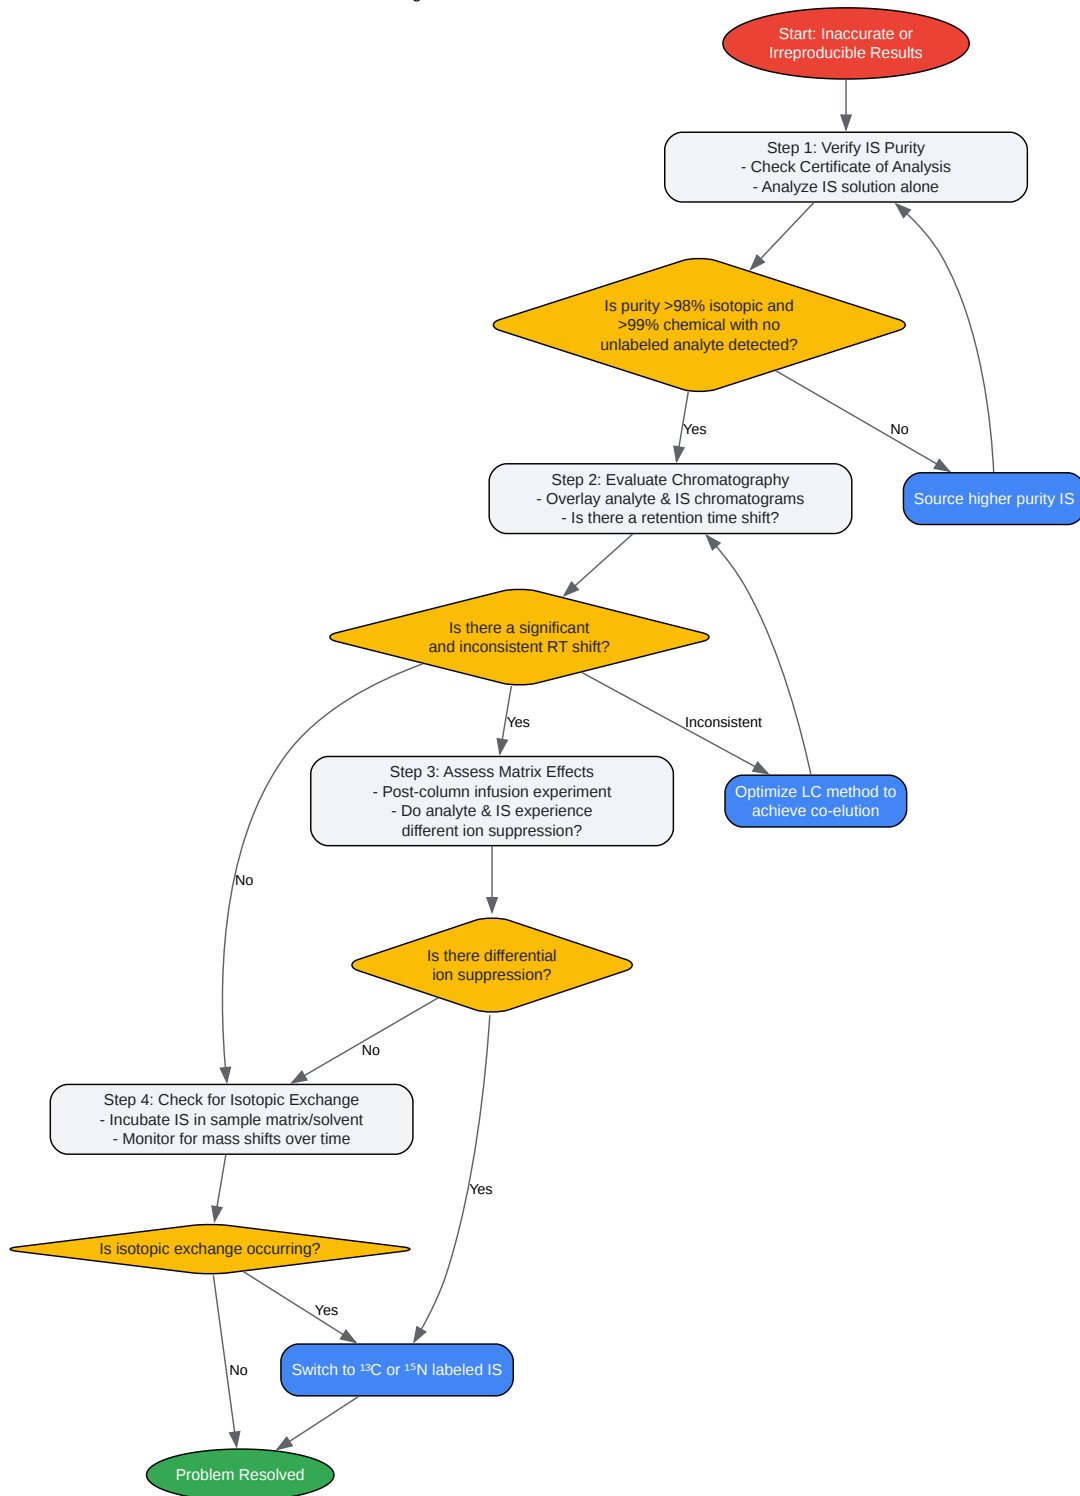 Start: Inaccurate or
Irreproducible Results
Step 1: Verify IS Purity
- Check Certificate of Analysis
- Analyze IS solution alone
Is purity >98% isotopic and
>99% chemical with no
unlabeled analyte detected?
Yes
No
Step 2: Evaluate Chromatography
- Overlay analyte & IS chromatograms
- Is there a retention time shift?
Source higher purity IS
Is there a significant
and inconsistent RT shift?
Yes
Inconsistent
Step 3: Assess Matrix Effects
- Post-column infusion experiment
- Do analyte & IS experience
different ion suppression?
Optimize LC method to
achieve co-elution
No
Is there differential
ion suppression?
No
Step 4: Check for Isotopic Exchange
- Incubate IS in sample matrix/solvent
- Monitor for mass shifts over time
Yes
Is isotopic exchange occurring?
Yes
No
Switch to ¹³C or ¹⁵N labeled IS
Problem Resolved